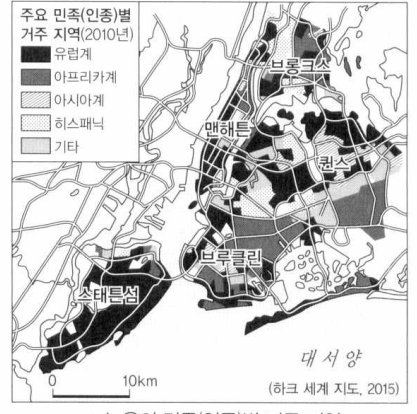 주요 민족(인종)별
거주 지역(2010년)
유럽계
아프리카계
아시아계
히스패닉
기타
브롱크스
맨해튼
퀸스
브루클린
스태튼섬
대서양
0 10km
(하크 세계 지도, 2015)